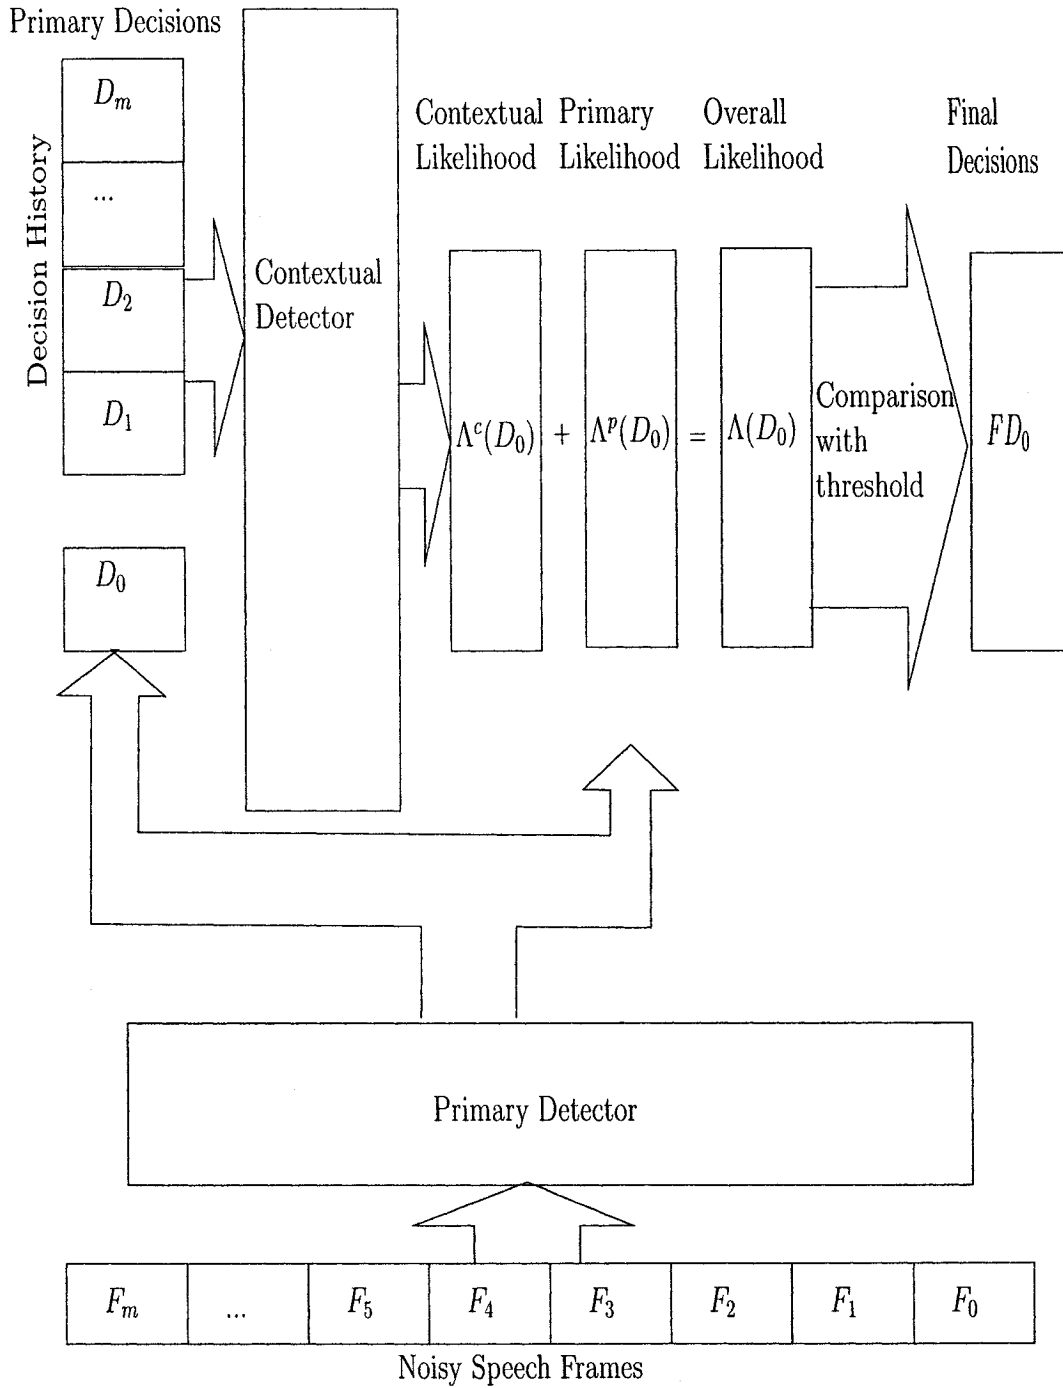 Primary Decisions
Decision History
D_m
...
D_2
D_1
D_0
Contextual
Detector
Contextual
Likelihood
Primary
Likelihood
Overall
Likelihood
Final
Decisions
Λ^c(D_0) + Λ^p(D_0) = Λ(D_0)
Comparison
with
threshold
FD_0
Primary Detector
F_m ... F_5 F_4 F_3 F_2 F_1 F_0
Noisy Speech Frames